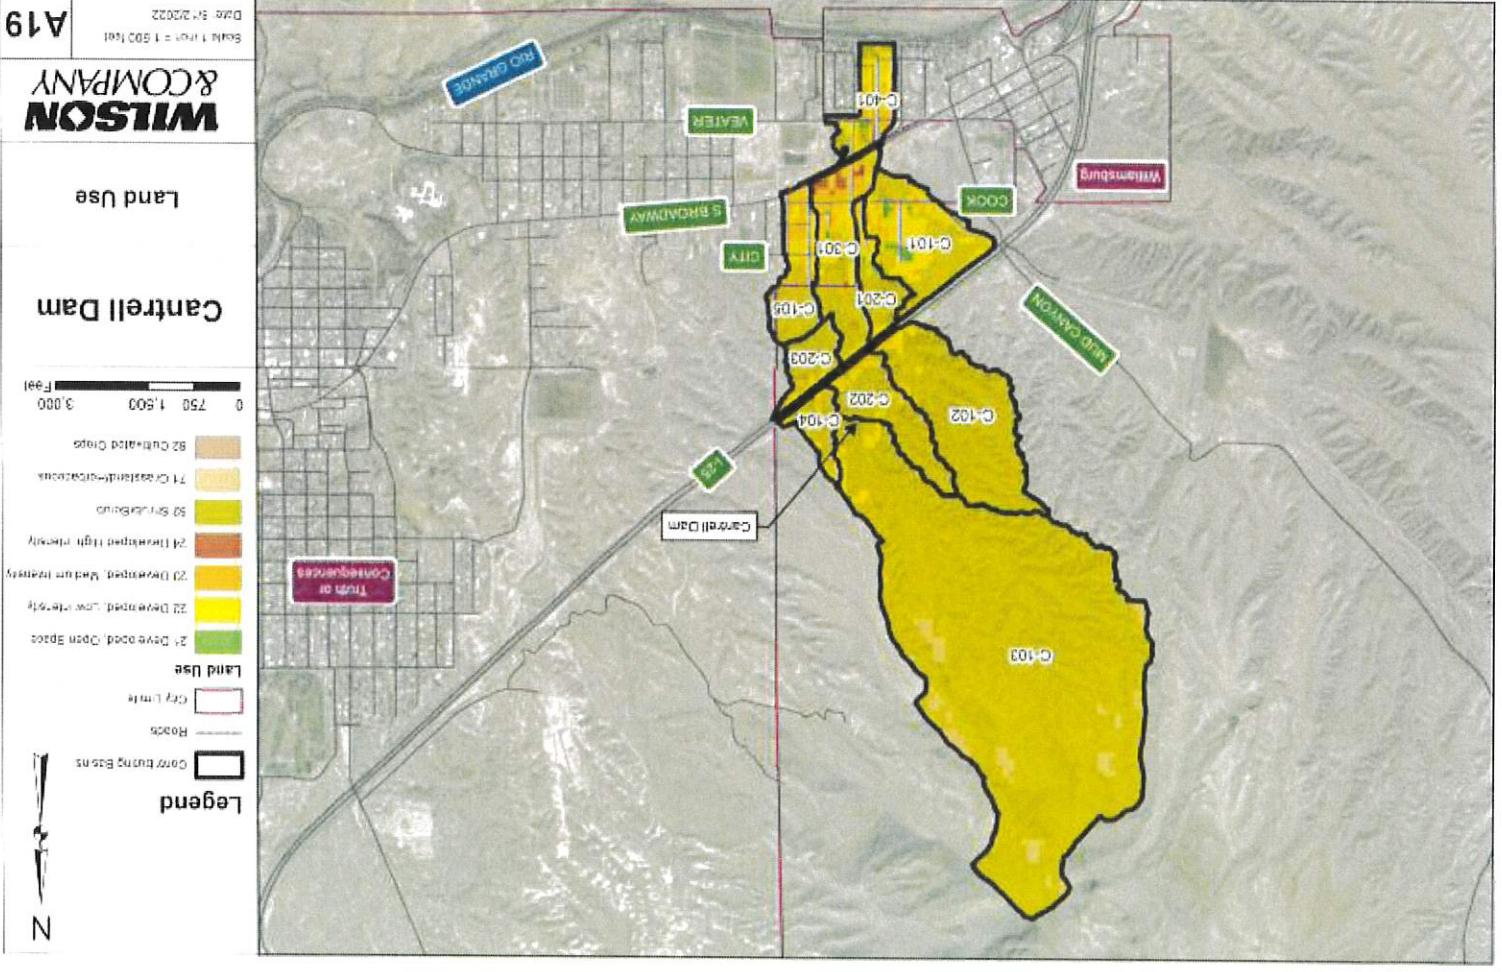 N
Legend
Contributing Basins
Roads
City Limits
Land Use
21 Developed, Open Space
22 Developed, Low Intensity
23 Developed, Medium Intensity
24 Developed High Intensity
52 Shrub/Scrub
71 Grassland/Herbaceous
82 Cultivated Crops
0 750 1,500 3,000
Feet
Cantrell Dam
Land Use
WILSON
&COMPANY
Scale 1 inch = 1,500 feet
A19
C-103
Truth or
Consequences
Cantrell Dam
I-25
C-102
C-104
C-202
C-203
MUD CANYON
C-105
C-201
CITY
C-301
C-101
S BROADWAY
COOK
Williamsburg
VEATER
C-401
RIO GRANDE